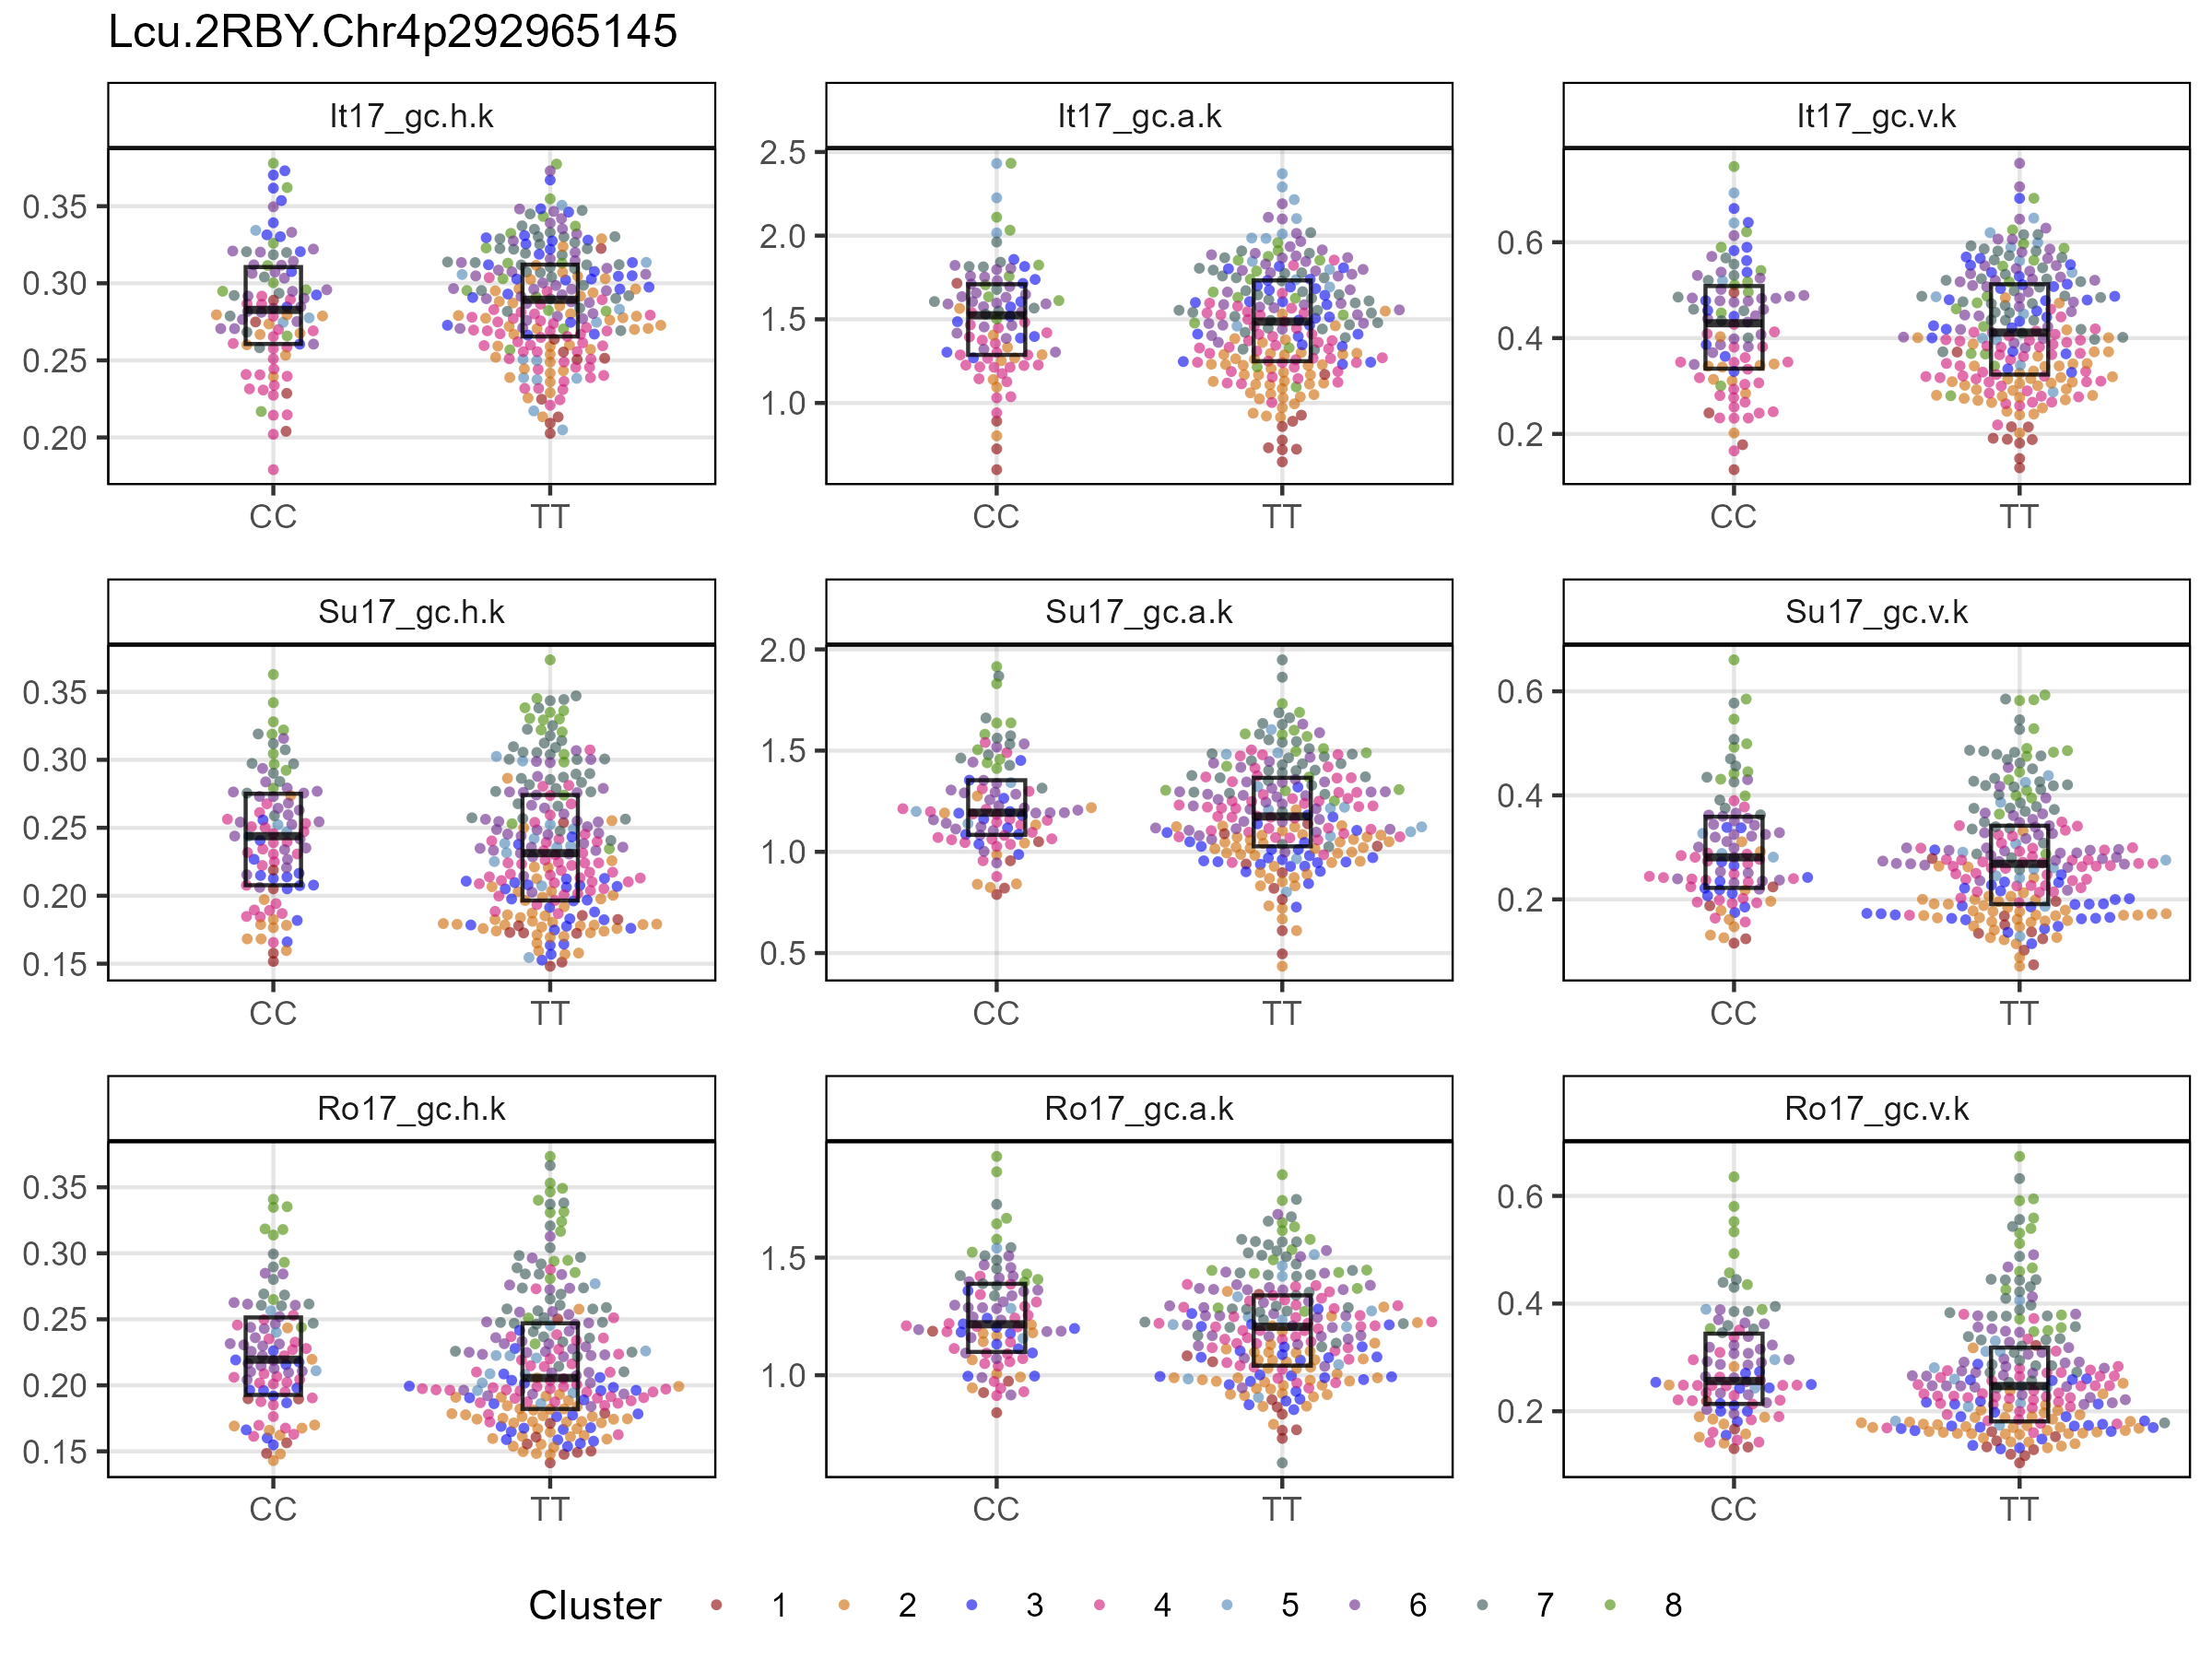 Lcu.2RBY.Chr4p292965145
It17_gc.h.k
It17_gc.a.k
It17_gc.v.k
0.35
0.30
0.25
0.20
2.5
2.0
1.5
1.0
0.6
0.4
0.2
CC TT
CC TT
CC TT
Su17_gc.h.k
Su17_gc.a.k
Su17_gc.v.k
0.35
0.30
0.25
0.20
0.15
2.0
1.5
1.0
0.5
0.6
0.4
0.2
CC TT
CC TT
CC TT
Ro17_gc.h.k
Ro17_gc.a.k
Ro17_gc.v.k
0.35
0.30
0.25
0.20
0.15
1.5
1.0
0.6
0.4
0.2
CC TT
CC TT
CC TT
Cluster 1 2 3 4 5 6 7 8